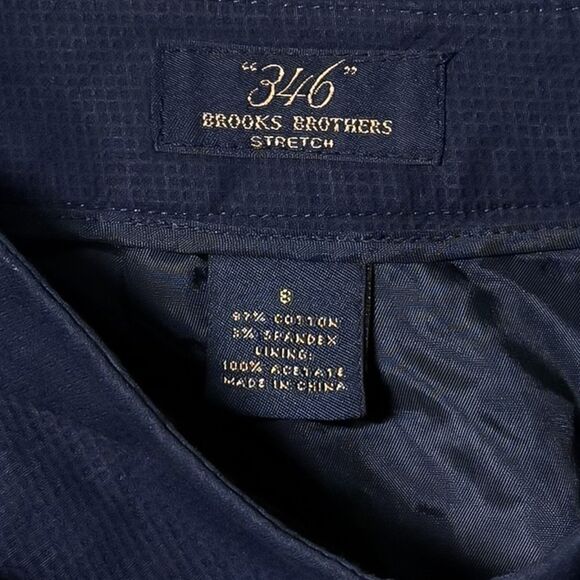 "346"
BROOKS BROTHERS
STRETCH
8
97% COTTON
3% SPANDEX
LINING:
100% ACETATE
MADE IN CHINA